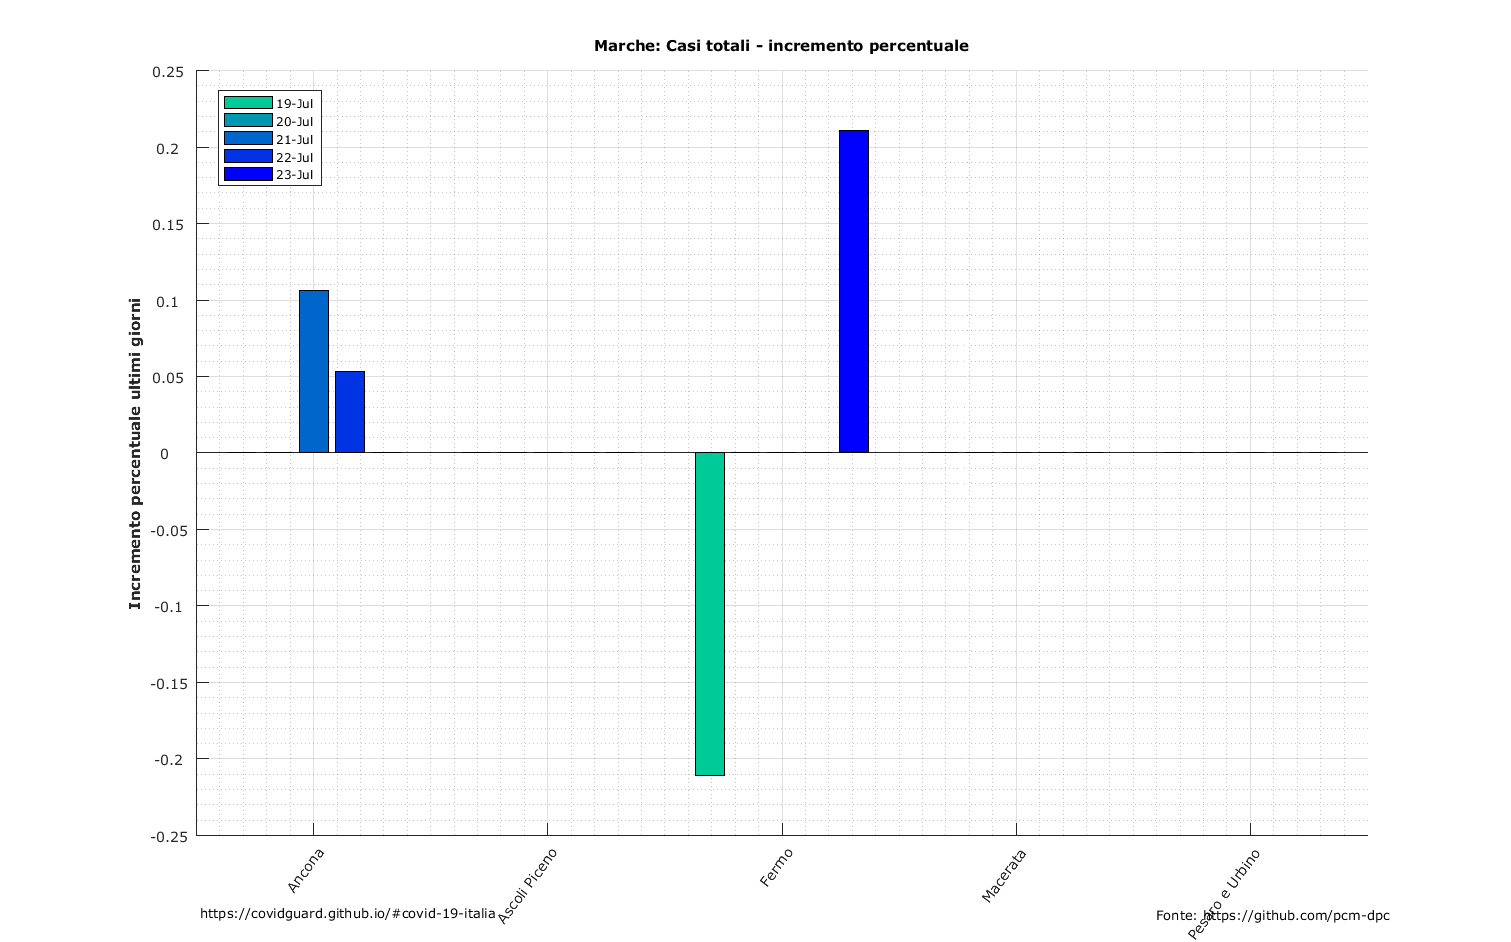 Marche: Casi totali - incremento percentuale
0.25
0.2
0.15
0.1
0.05
0
-0.05
-0.1
-0.15
-0.2
-0.25
Incremento percentuale ultimi giorni
19-Jul
20-Jul
21-Jul
22-Jul
23-Jul
Ancona
Ascoli Piceno
Fermo
Macerata
Pesaro e Urbino
https://covidguard.github.io/#covid-19-italia
Fonte: https://github.com/pcm-dpc